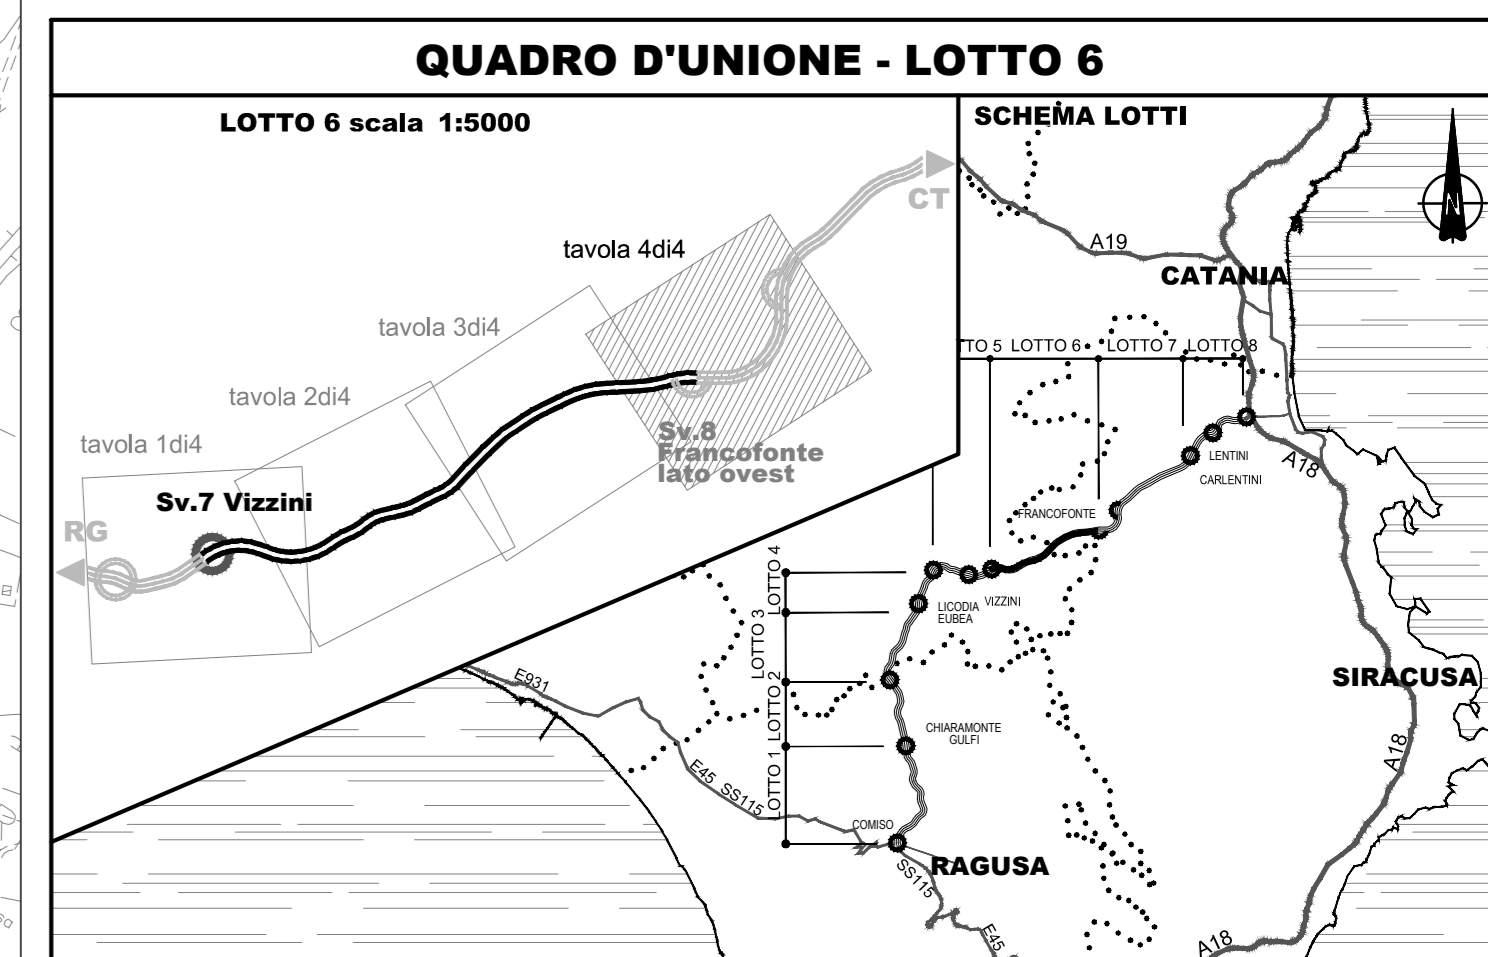 QUADRO D'UNIONE - LOTTO 6
LOTTO 6 scala 1:5000
CT
tavola 4di4
tavola 3di4
tavola 2di4
tavola 1di4
Sv.8
Francofonte
lato ovest
Sv.7 Vizzini
RG
SCHEMA LOTTI
N
A19
CATANIA
TTO 5
LOTTO 6
LOTTO 7
LOTTO 8
LENTINI
CARLENTINI
A18
FRANCOFONTE
VIZZINI
LICODIA
EUBEA
LOTTO 4
LOTTO 3
LOTTO 2
LOTTO 1
CHIARAMONTE
GULFI
SIRACUSA
A18
E931
E45
SS115
COMISO
RAGUSA
SS115
E45
A18